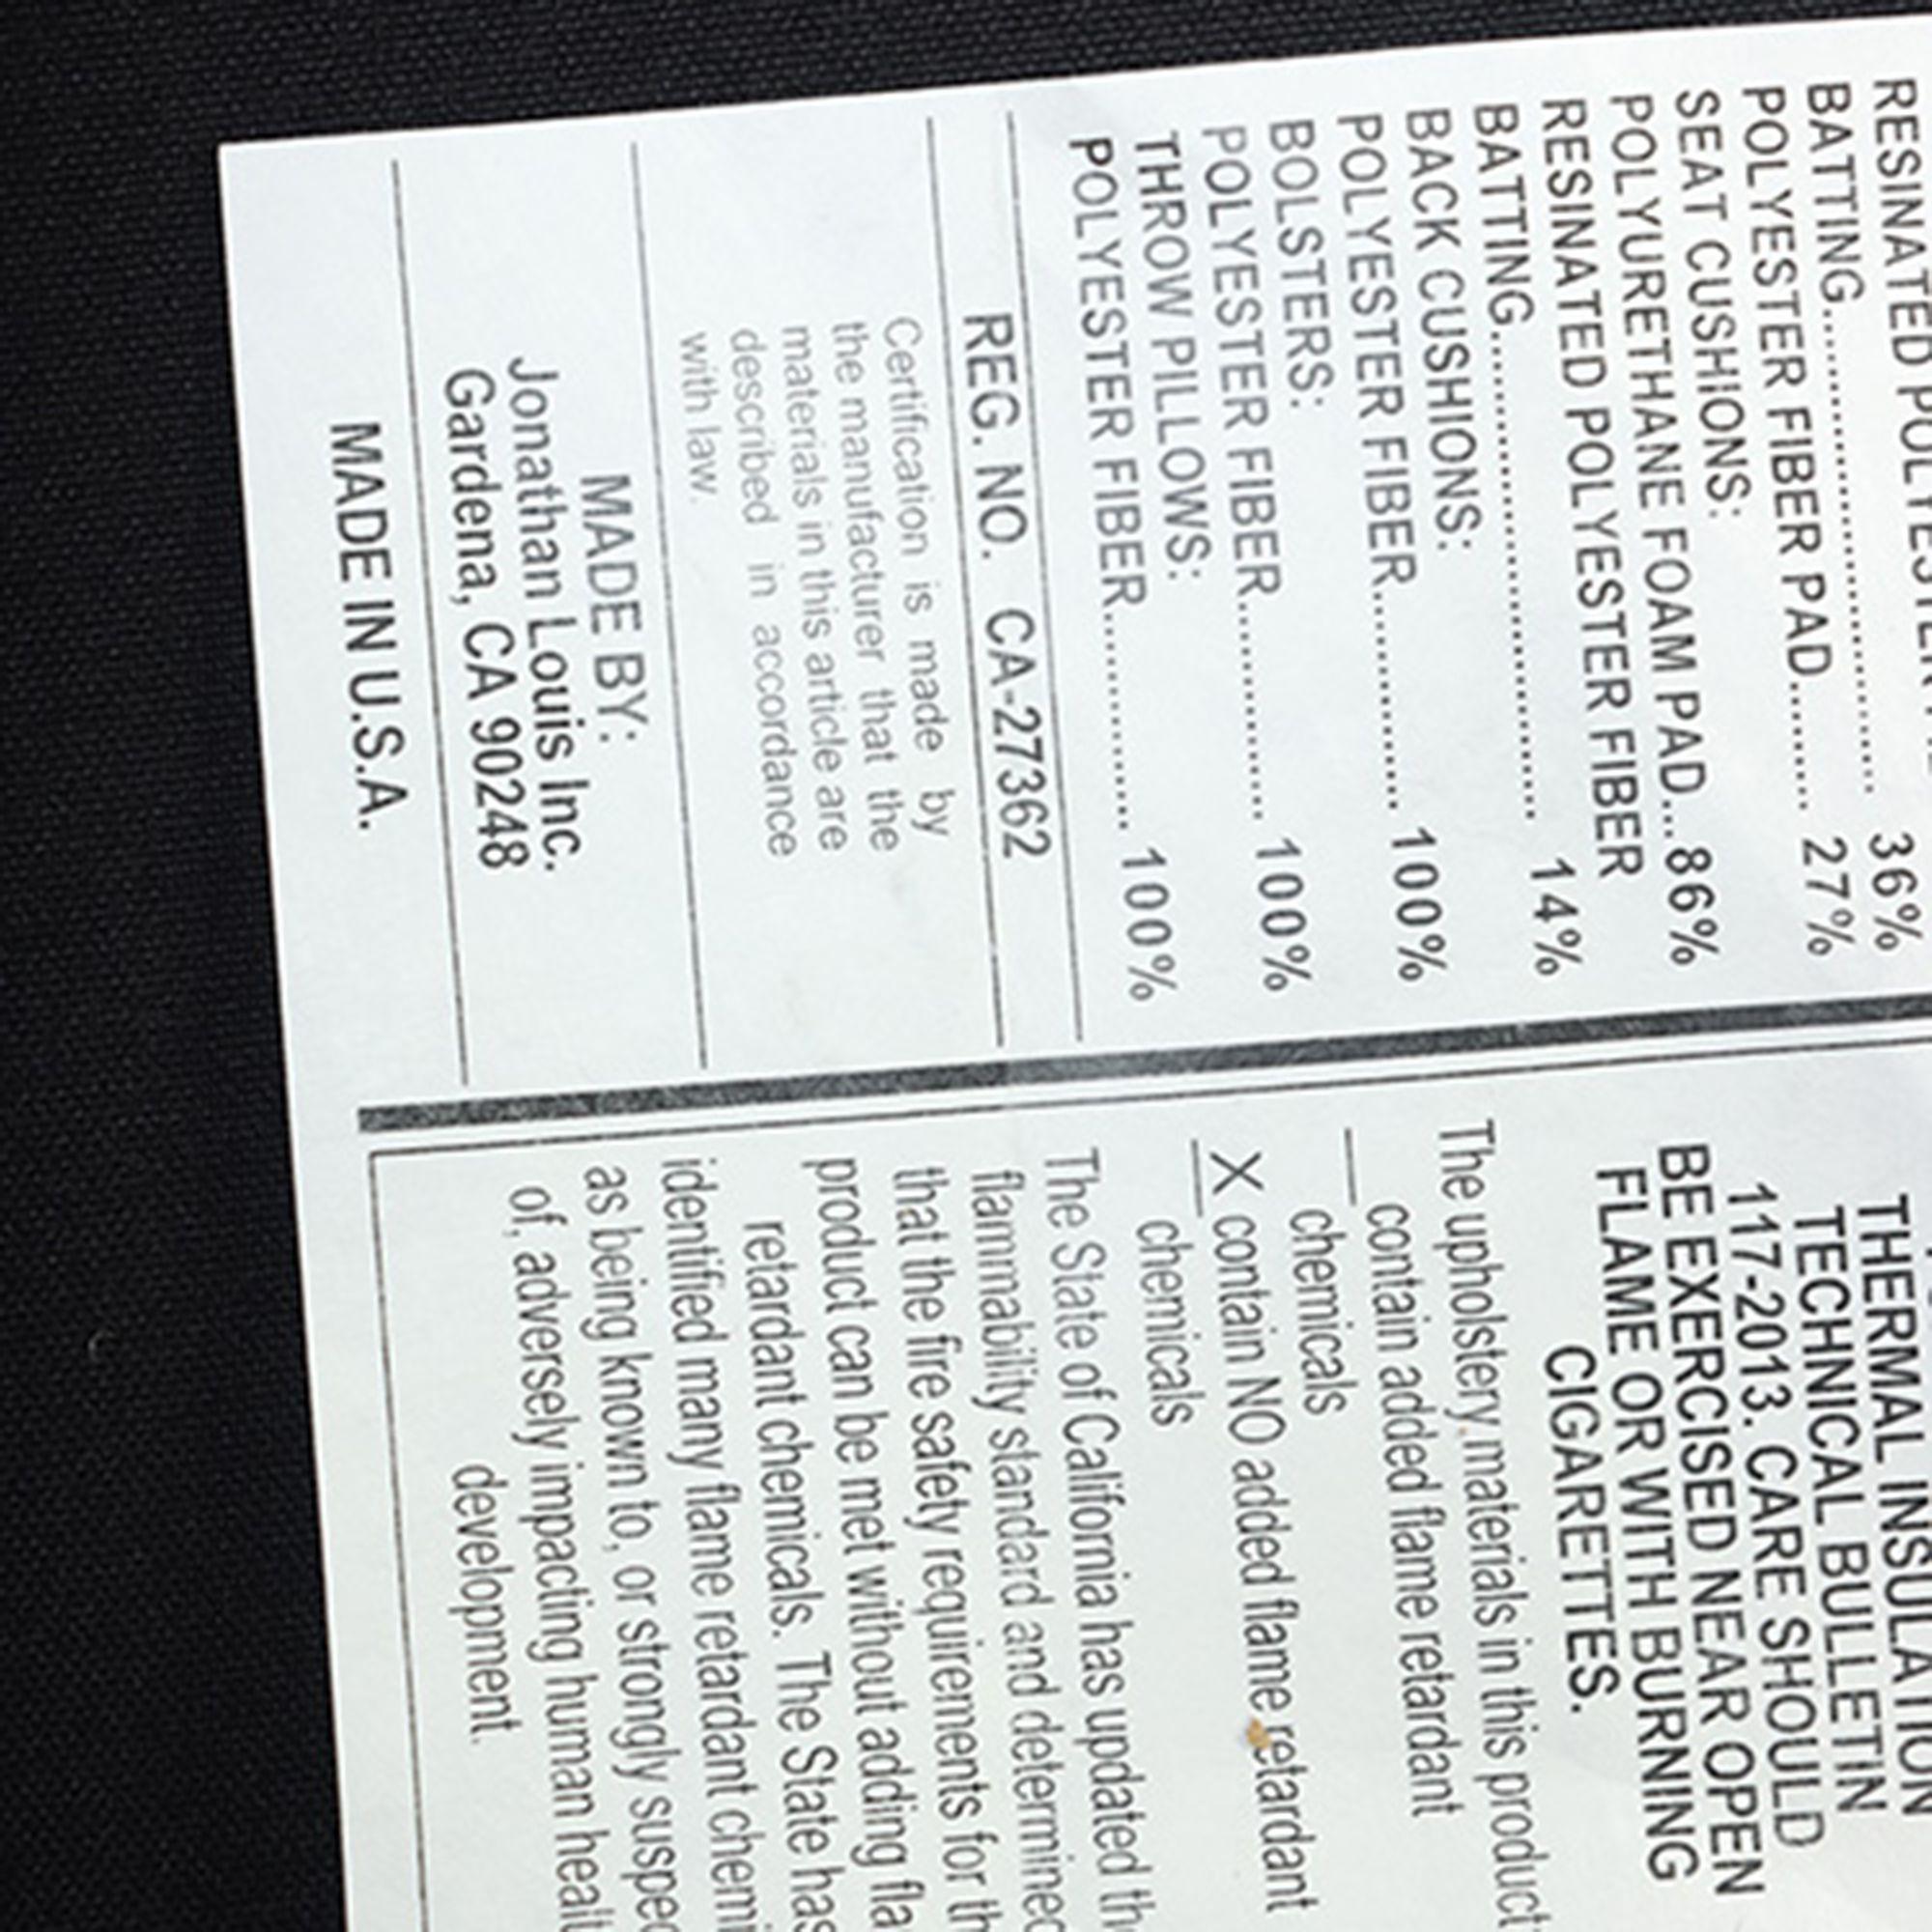 RESINATED POLYESTER
BATTING........................ 36%
POLYESTER FIBER PAD........ 27%
SEAT CUSHIONS:
POLYURETHANE FOAM PAD...86%
RESINATED POLYESTER FIBER
BATTING................................ 14%
BACK CUSHIONS:
POLYESTER FIBER.............. 100%
BOLSTERS:
POLYESTER FIBER.............. 100%
THROW PILLOWS:
POLYESTER FIBER.............. 100%
REG. NO. CA-27362
Certification is made by
the manufacturer that the
materials in this article are
described in accordance
with law.
MADE BY:
Jonathan Louis Inc.
Gardena, CA 90248
MADE IN U.S.A.
THERMAL INSULATION
TECHNICAL BULLETIN
117-2013. CARE SHOULD
BE EXERCISED NEAR OPEN
FLAME OR WITH BURNING
CIGARETTES.
The upholstery materials in this product
__contain added flame retardant
chemicals
X contain NO added flame retardant
chemicals
The State of California has updated
flammability standard and determined
that the fire safety requirements for
product can be met without adding
retardant chemicals. The State has
identified many flame retardant
as being known to, or strongly
of, adversely impacting human
development.